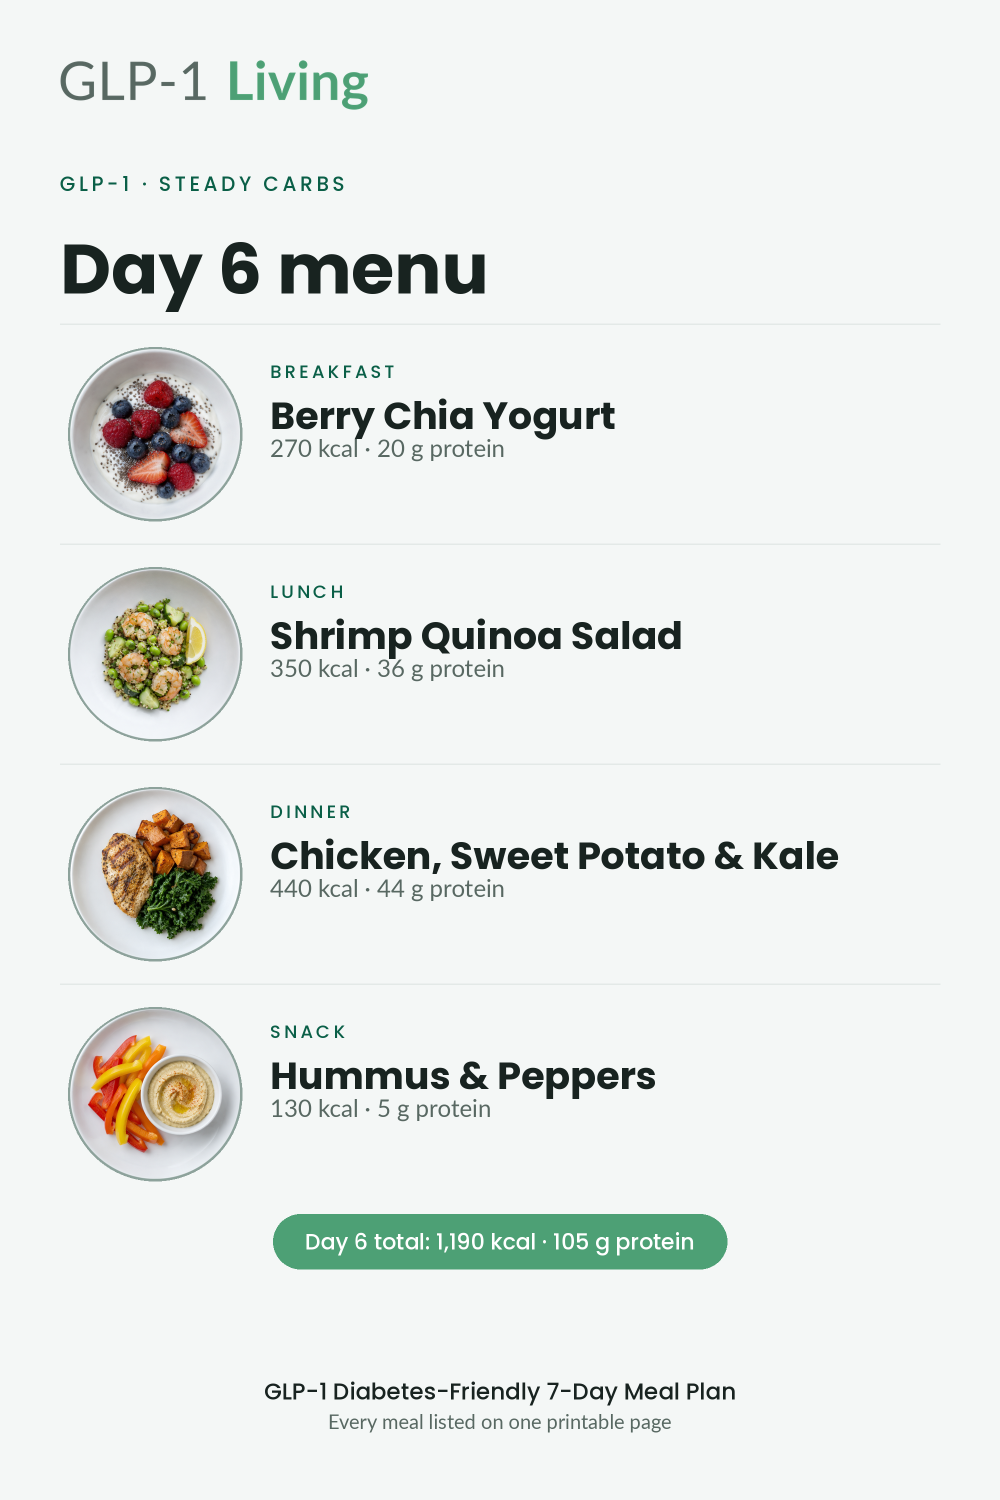 GLP-1 Living
GLP-1 · STEADY CARBS
Day 6 menu
BREAKFAST
Berry Chia Yogurt
270 kcal · 20 g protein
LUNCH
Shrimp Quinoa Salad
350 kcal · 36 g protein
DINNER
Chicken, Sweet Potato & Kale
440 kcal · 44 g protein
SNACK
Hummus & Peppers
130 kcal · 5 g protein
Day 6 total: 1,190 kcal · 105 g protein
GLP-1 Diabetes-Friendly 7-Day Meal Plan
Every meal listed on one printable page